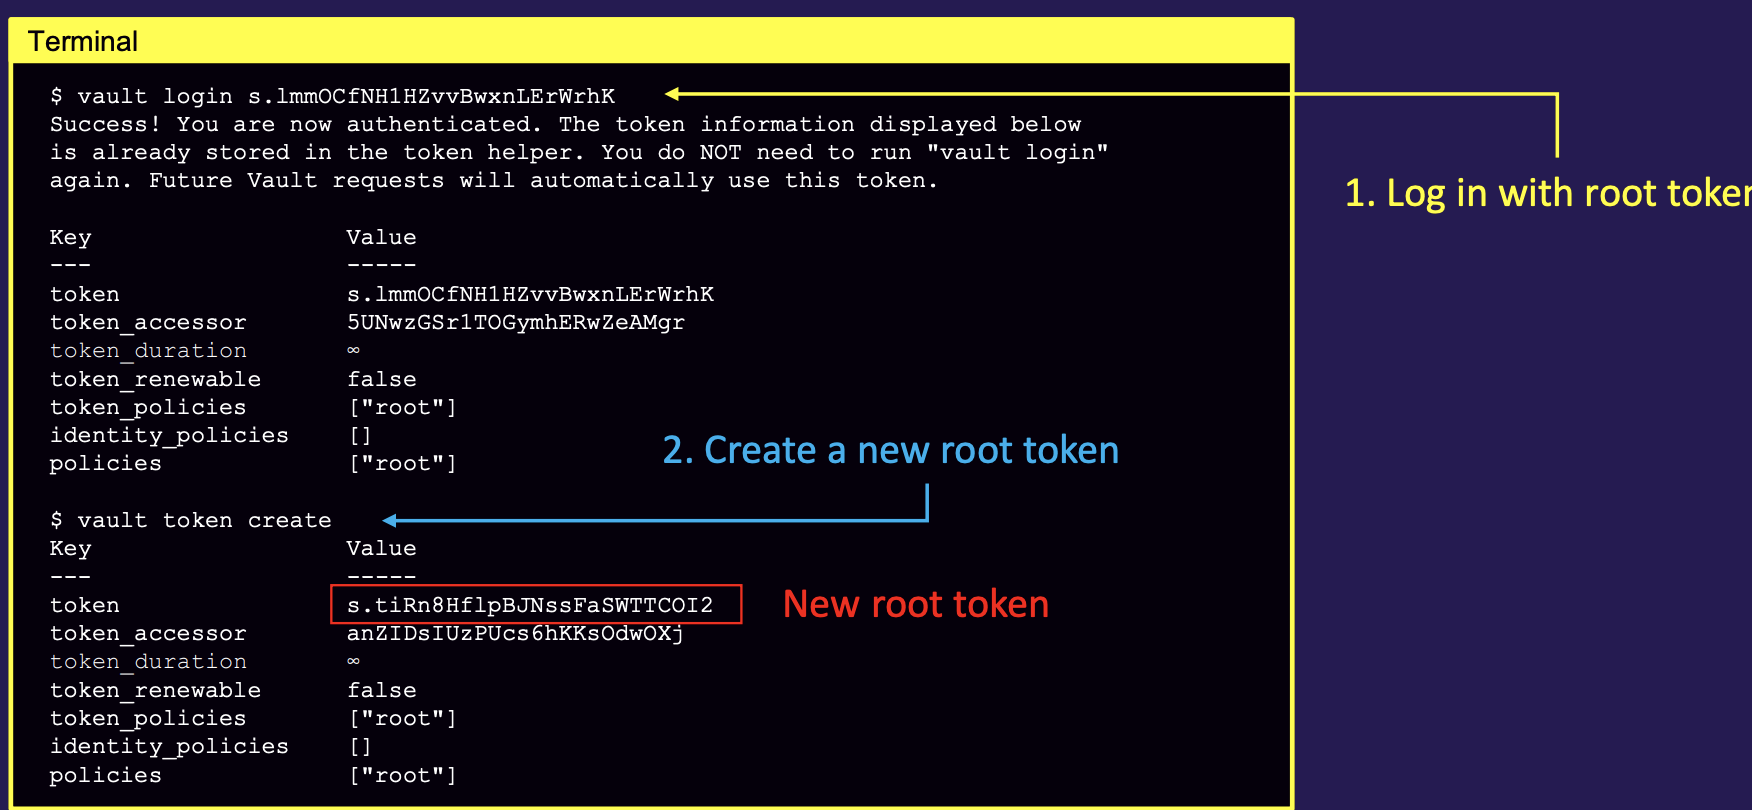 Terminal
$ vault login s.lmmOCfNH1HZvvBwxnLErWrhK
Success! You are now authenticated. The token information displayed below
is already stored in the token helper. You do NOT need to run "vault login"
again. Future Vault requests will automatically use this token.
1. Log in with root token
Key Value
--- -----
token s.lmmOCfNH1HZvvBwxnLErWrhK
token_accessor 5UNwzGSr1TOGymhERwZeAMgr
token_duration ∞
token_renewable false
token_policies ["root"]
identity_policies []
policies ["root"]
2. Create a new root token
$ vault token create
Key Value
--- -----
token s.tiRn8HflpBJNssFaSWTTCOI2
New root token
token_accessor anZIDsIUzPUcs6hKKsOdwOXj
token_duration ∞
token_renewable false
token_policies ["root"]
identity_policies []
policies ["root"]